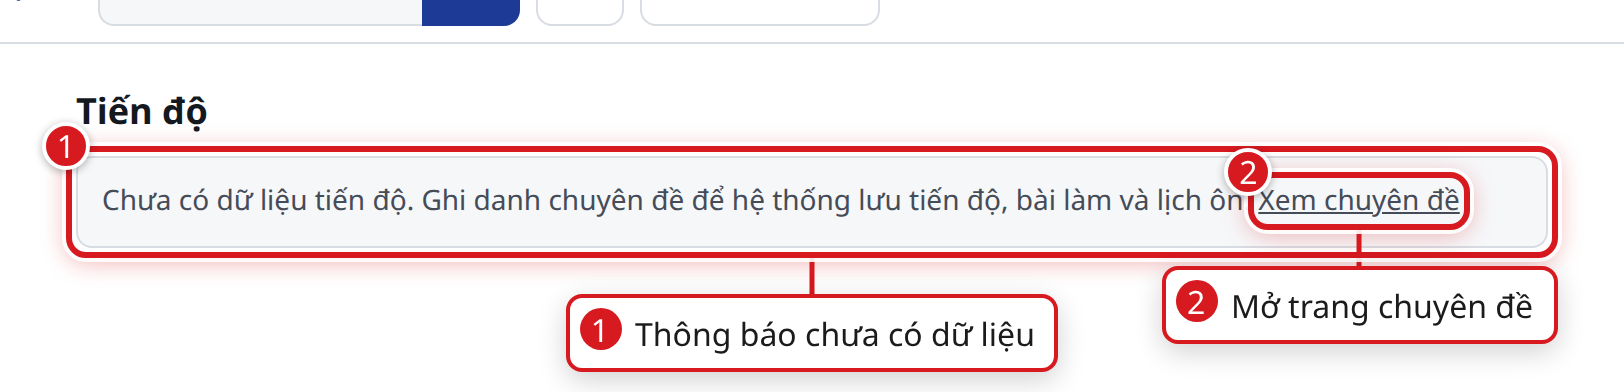 Tiến độ
1
2
Chưa có dữ liệu tiến độ. Ghi danh chuyên đề để hệ thống lưu tiến độ, bài làm và lịch ôn Xem chuyên đề
2 Mở trang chuyên đề
1 Thông báo chưa có dữ liệu